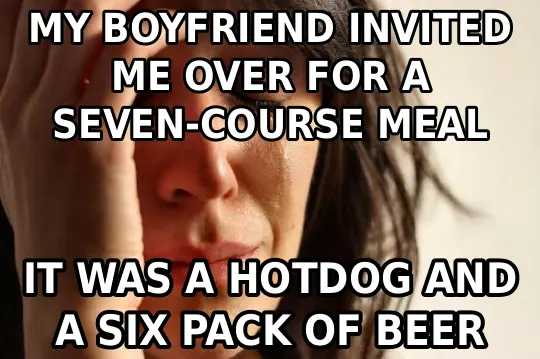 MY BOYFRIEND INVITED
ME OVER FOR A
SEVEN-COURSE MEAL
IT WAS A HOTDOG AND
A SIX PACK OF BEER